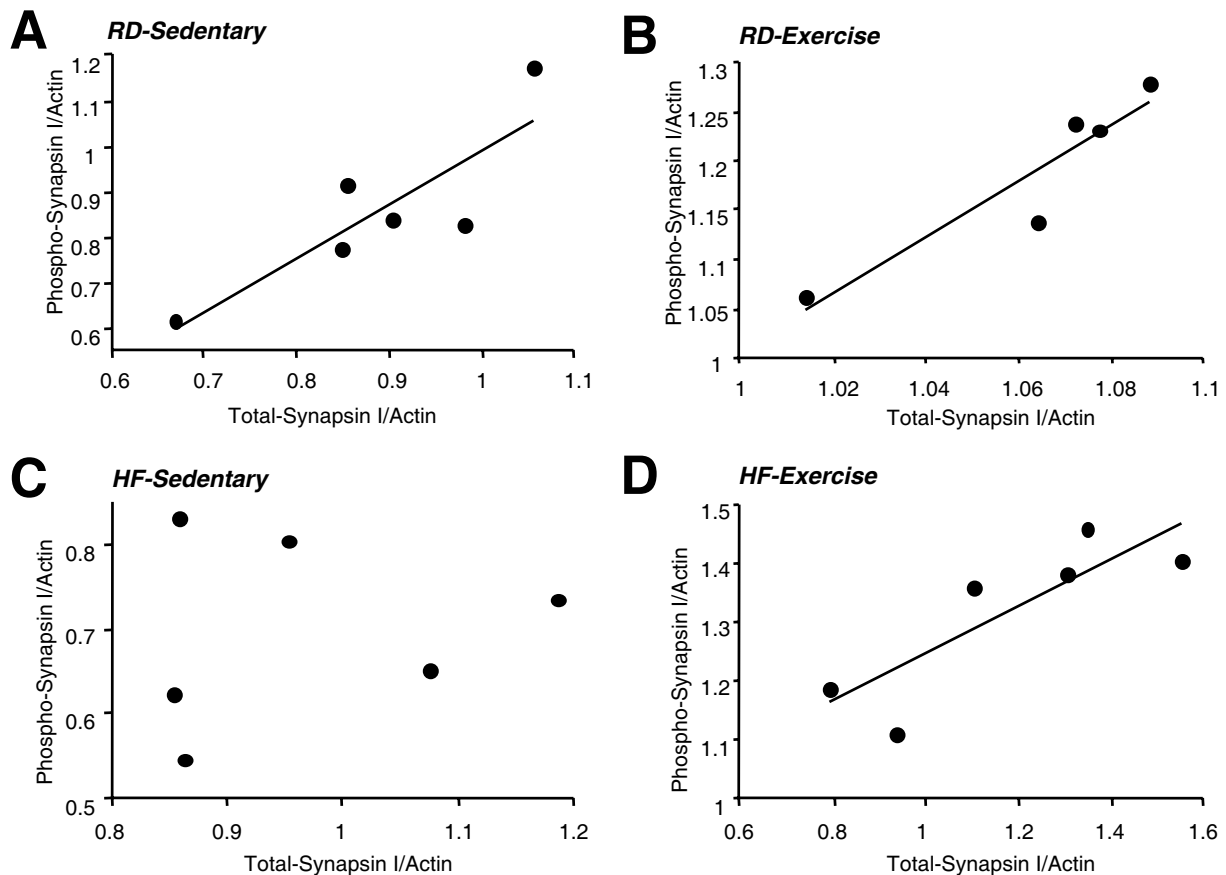 A
RD-Sedentary
Phospho-Synapsin I/Actin
1.2
1.1
1
0.9
0.8
0.7
0.6
0.6 0.7 0.8 0.9 1 1.1
Total-Synapsin I/Actin
B
RD-Exercise
Phospho-Synapsin I/Actin
1.3
1.25
1.2
1.15
1.1
1.05
1
1 1.02 1.04 1.06 1.08 1.1
Total-Synapsin I/Actin
C
HF-Sedentary
Phospho-Synapsin I/Actin
0.8
0.7
0.6
0.5
0.8 0.9 1 1.1 1.2
Total-Synapsin I/Actin
D
HF-Exercise
Phospho-Synapsin I/Actin
1.5
1.4
1.3
1.2
1.1
1
0.6 0.8 1 1.2 1.4 1.6
Total-Synapsin I/Actin